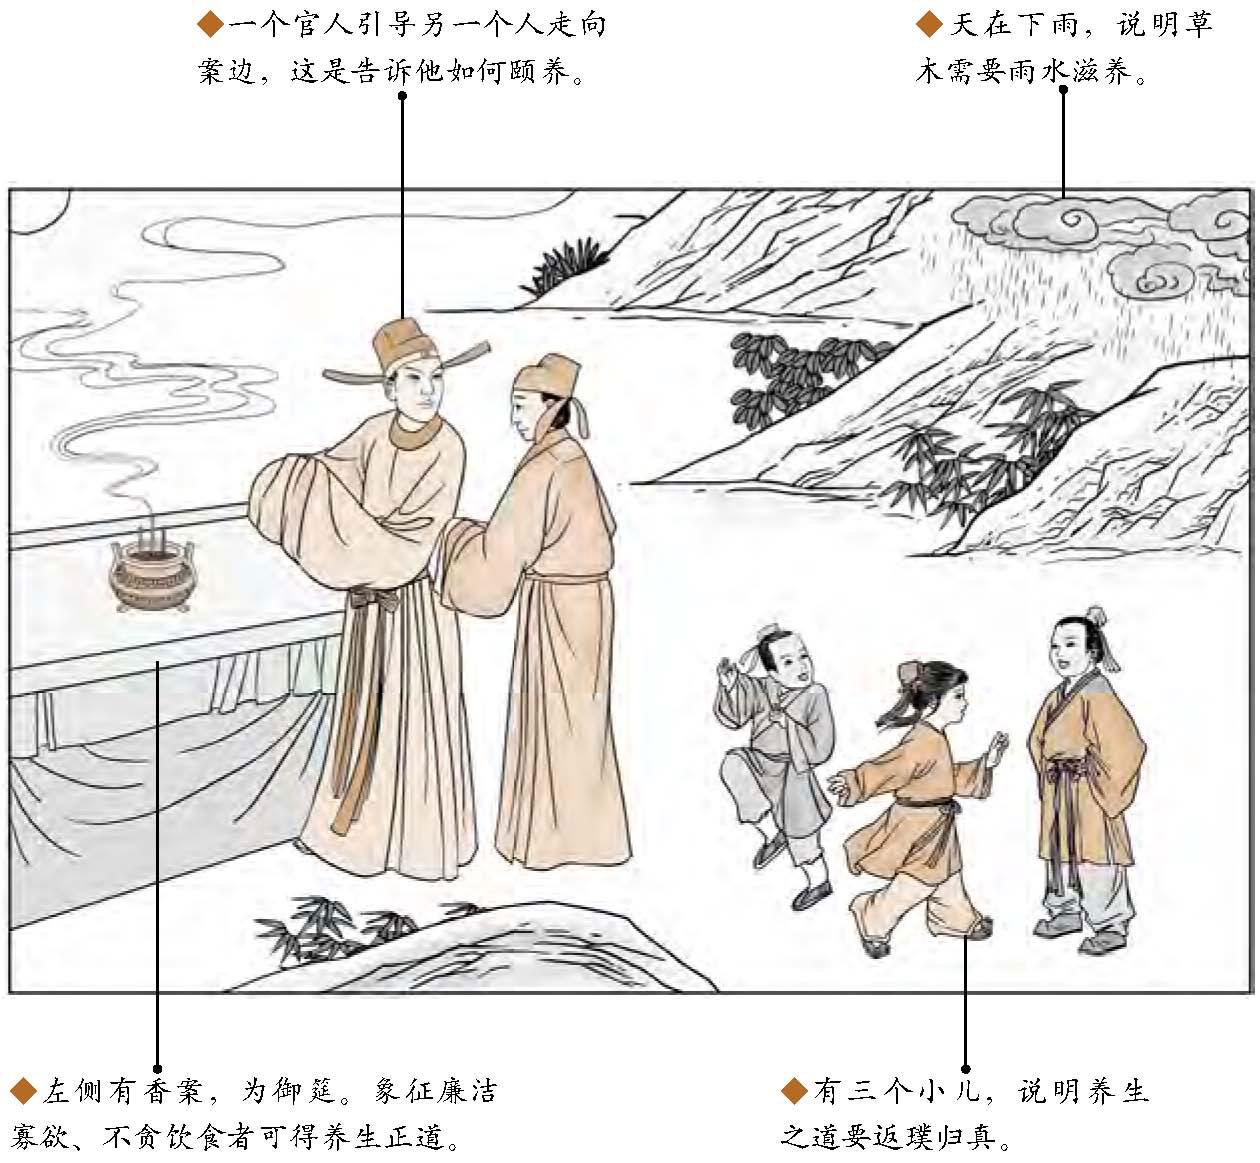 ◆一个官人引导另一个人走向
案边，这是告诉他如何颐养。
◆天在下雨，说明草
木需要雨水滋养。
◆左侧有香案，为御筵。象征廉洁
寡欲、不贪饮食者可得养生正道。
◆有三个小儿，说明养生
之道要返璞归真。